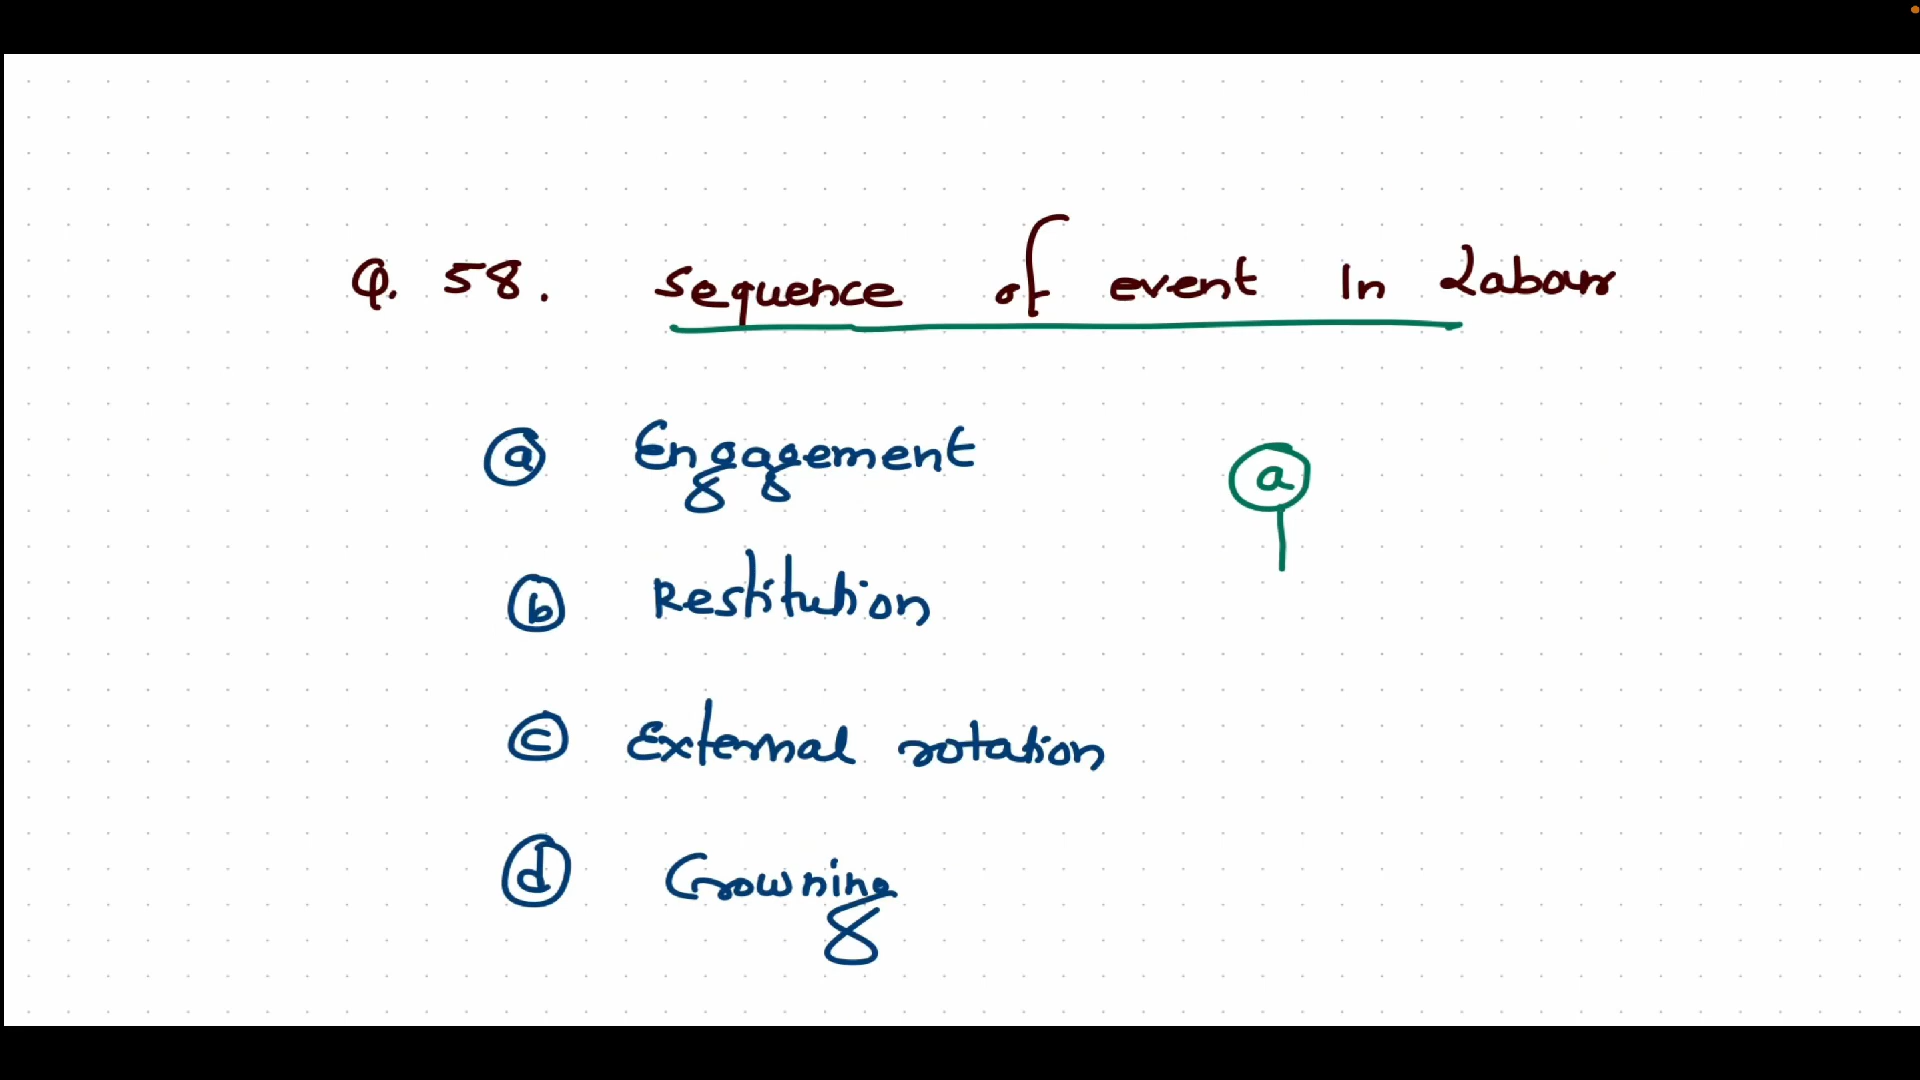 Q. 58. Sequence of event In Labour
a Engagement
a
b Restitution
c External rotation
d Crowning